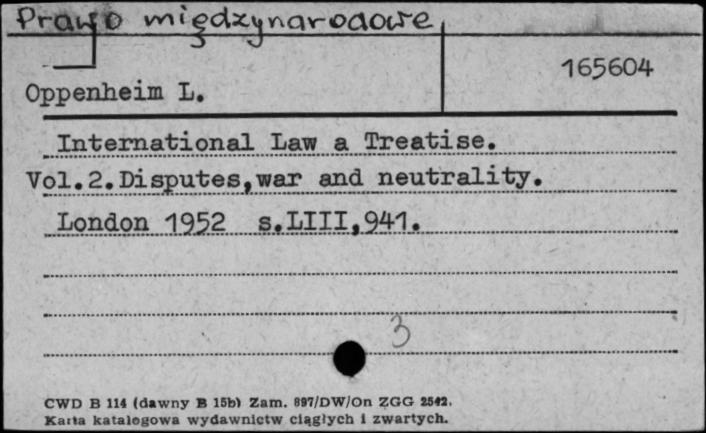 Prawo międzynarodowe
165604
Oppenheim L.
International Law a Treatise.
Vol.2.Disputes,war and neutrality.
London 1952 s.LIII,941.
3
CWD B 114 (dawny B 15b) Zam. 897/DW/On ZGG 2542.
Karta katalogowa wydawnictw ciągłych i zwartych.